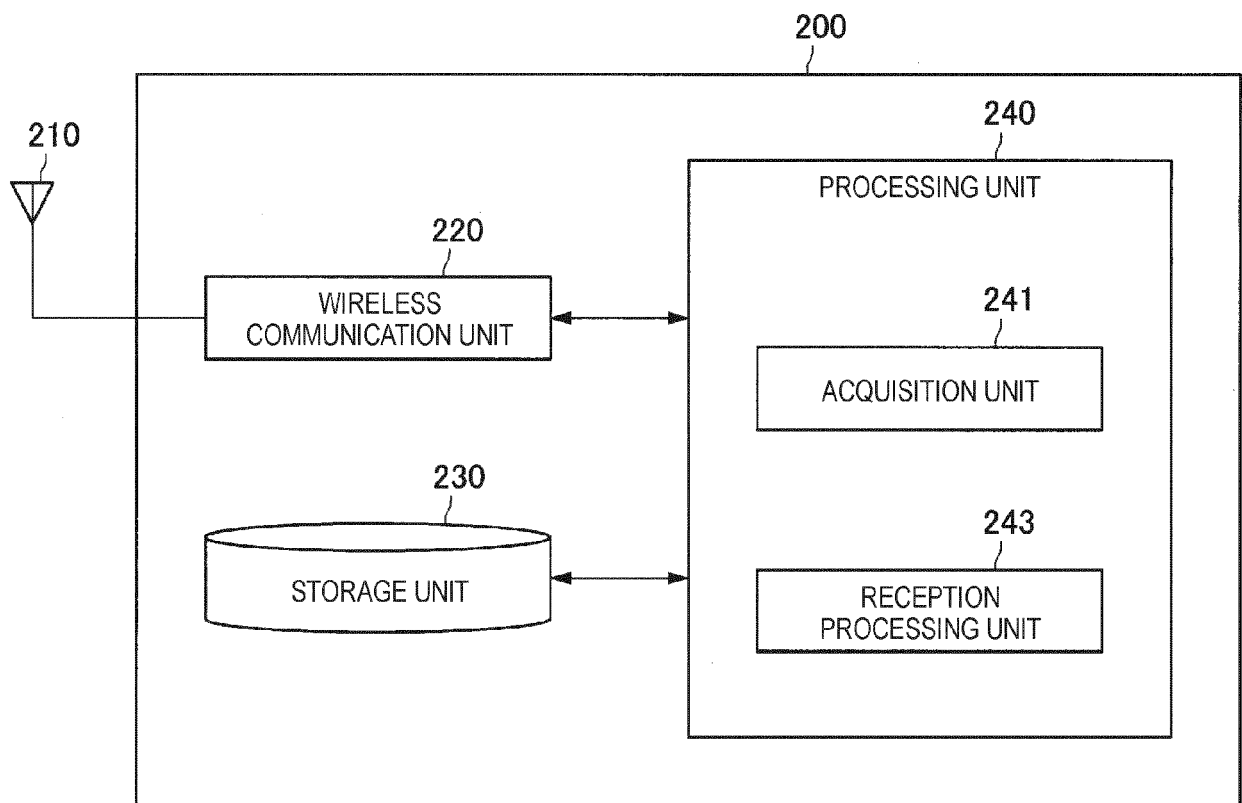 200
210
240
PROCESSING UNIT
220
WIRELESS
COMMUNICATION UNIT
241
ACQUISITION UNIT
230
STORAGE UNIT
243
RECEPTION
PROCESSING UNIT